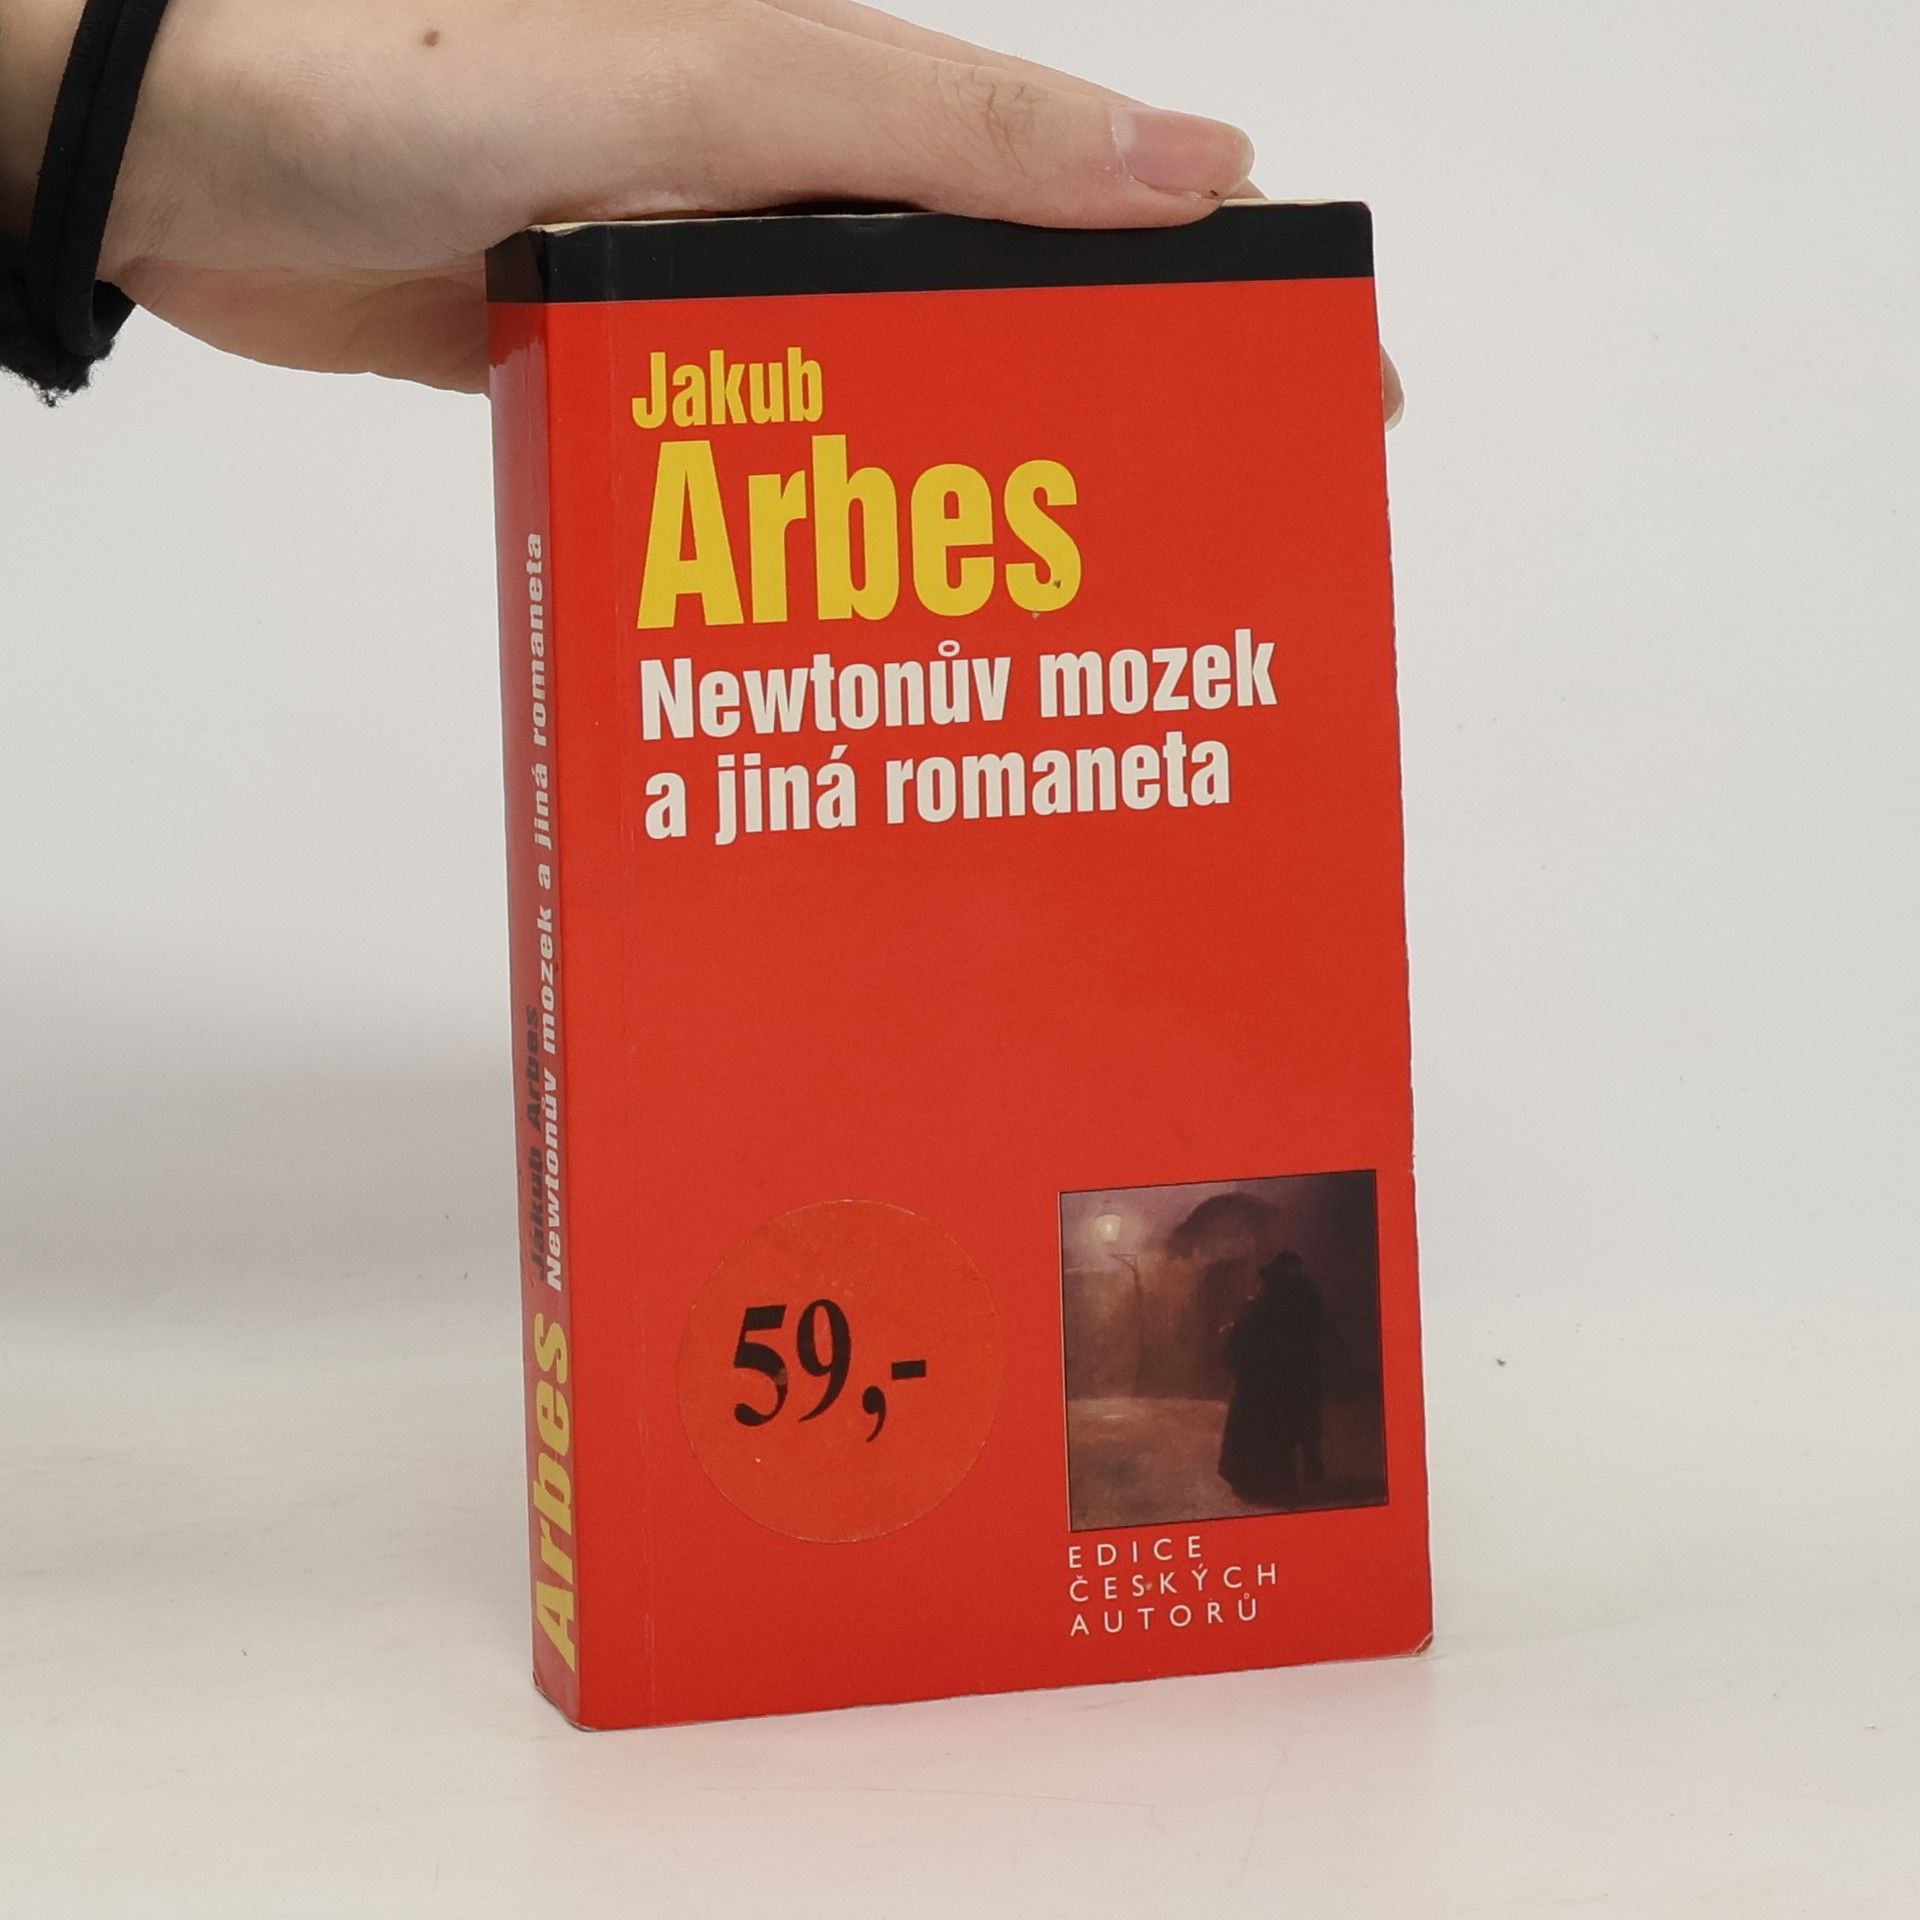 Jakub
Arbes
Newtonův mozek
a jiná romaneta
59,-
EDICE
ČESKÝCH
AUTORŮ
Arbes
Jakub Arbes
Newtonův mozek a jiná romaneta